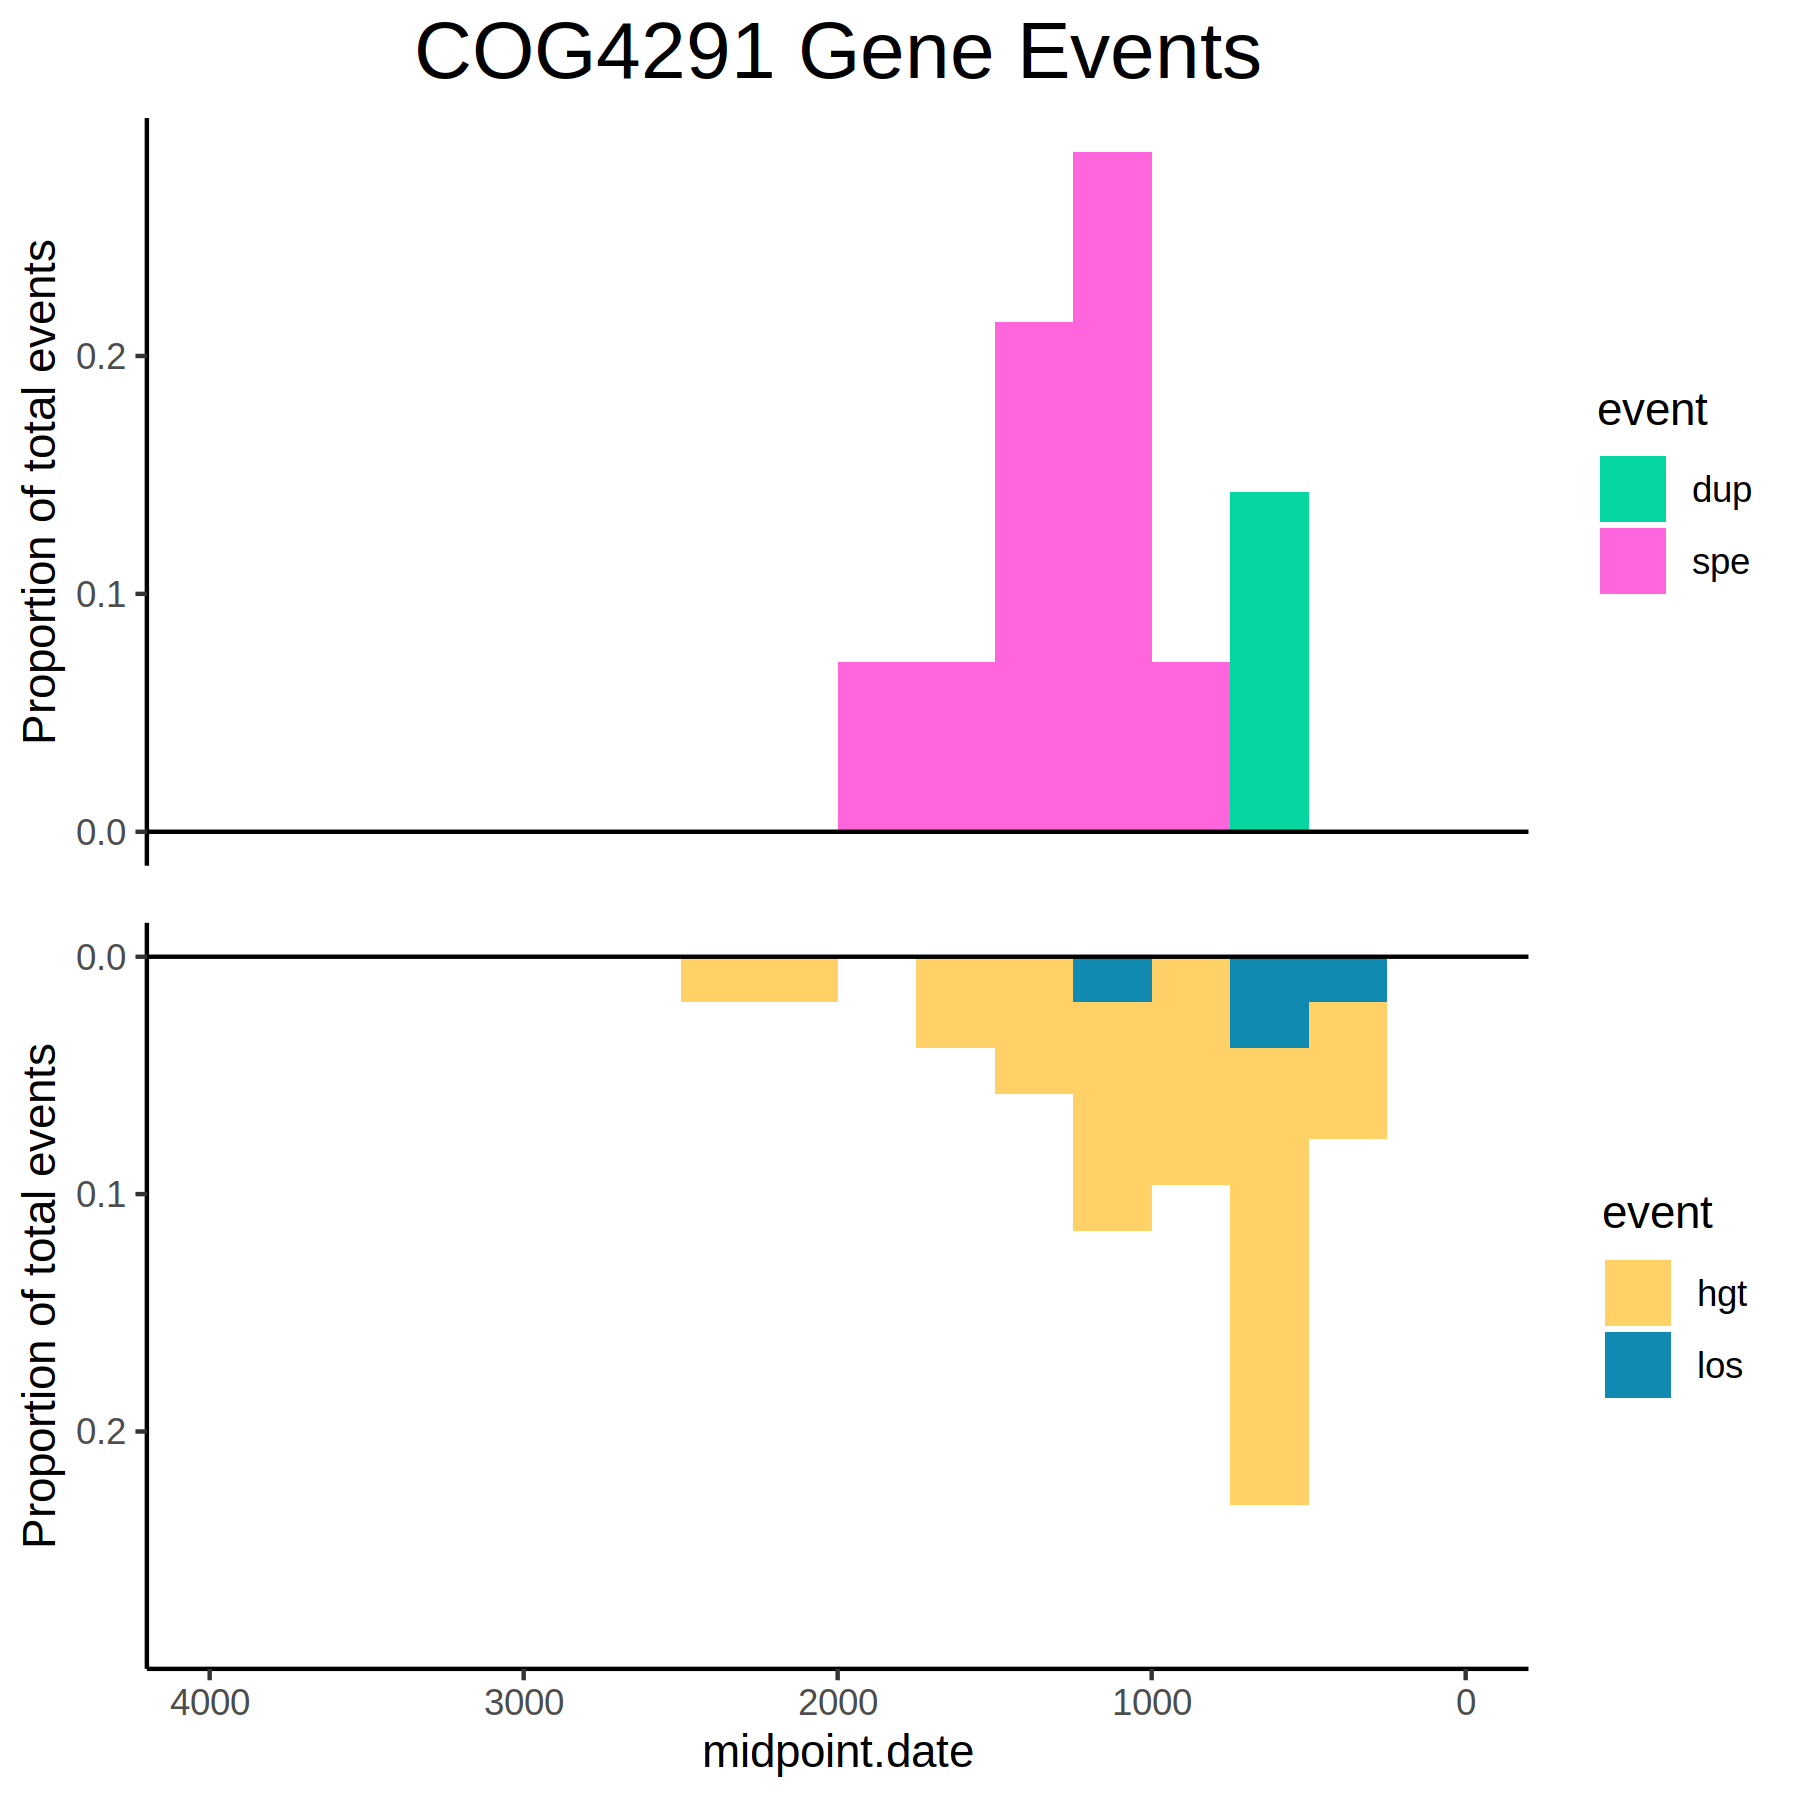 COG4291 Gene Events
Proportion of total events
0.2
0.1
0.0
event
dup
spe
Proportion of total events
0.0
0.1
0.2
event
hgt
los
4000 3000 2000 1000 0
midpoint.date